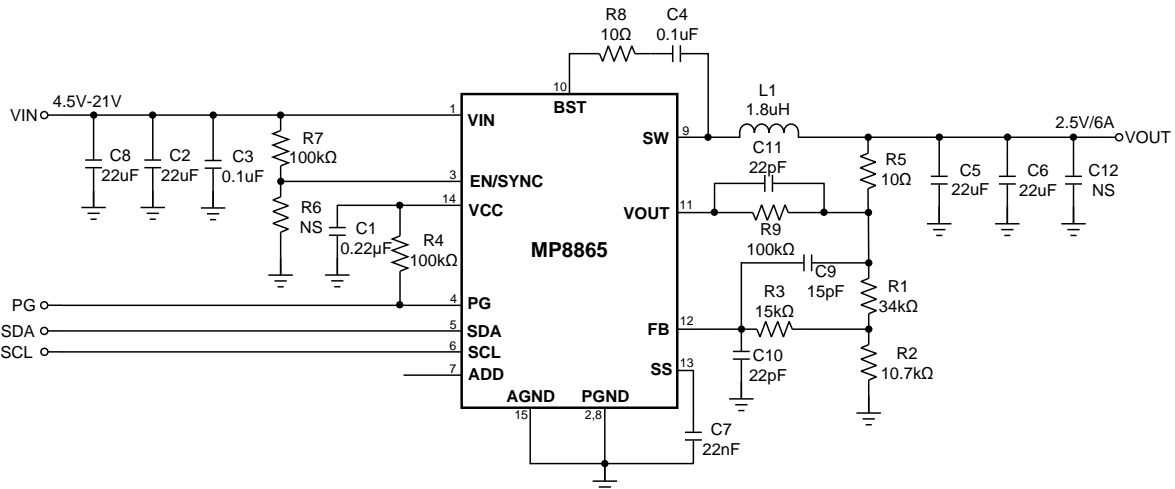 R8
10Ω
C4
0.1uF
10
BST
L1
1.8uH
VIN
4.5V-21V
1
VIN
SW
9
2.5V/6A
VOUT
R7
100kΩ
C8
22uF
C2
22uF
C3
0.1uF
C11
22pF
R5
10Ω
C5
22uF
C6
22uF
C12
NS
3
EN/SYNC
14
VCC
R6
NS
C1
0.22µF
R4
100kΩ
VOUT
11
R9
100kΩ
MP8865
C9
15pF
R1
34kΩ
R3
15kΩ
PG
4
PG
SDA
5
SDA
FB
12
SCL
6
SCL
7
ADD
C10
22pF
R2
10.7kΩ
SS
13
AGND
PGND
15
2,8
C7
22nF